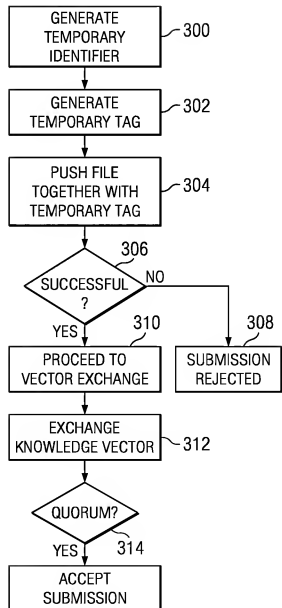 GENERATE
TEMPORARY
IDENTIFIER
300
GENERATE
TEMPORARY TAG
302
PUSH FILE
TOGETHER WITH
TEMPORARY TAG
304
306
SUCCESSFUL
?
NO
YES
310
308
PROCEED TO
VECTOR EXCHANGE
SUBMISSION
REJECTED
EXCHANGE
KNOWLEDGE VECTOR
312
QUORUM?
YES
314
ACCEPT
SUBMISSION